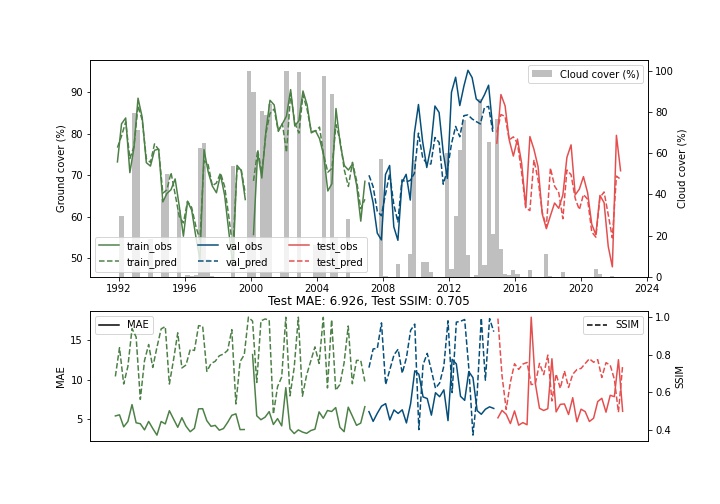 Cloud cover (%)
Ground cover (%)
Cloud cover (%)
90
80
70
60
50
100
80
60
40
20
0
train_obs
val_obs
test_obs
train_pred
val_pred
test_pred
1992
1996
2000
2004
2008
2012
2016
2020
2024
Test MAE: 6.926, Test SSIM: 0.705
MAE
SSIM
MAE
SSIM
15
10
5
1.0
0.8
0.6
0.4